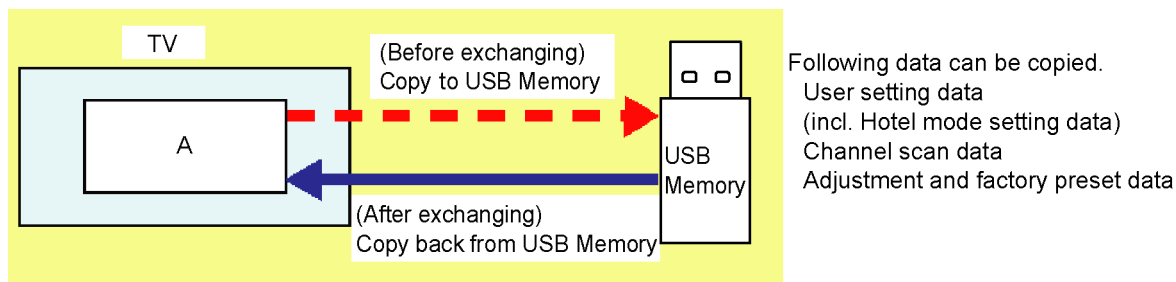 TV
A
(Before exchanging)
Copy to USB Memory
USB
Memory
(After exchanging)
Copy back from USB Memory
Following data can be copied.
User setting data
(incl. Hotel mode setting data)
Channel scan data
Adjustment and factory preset data